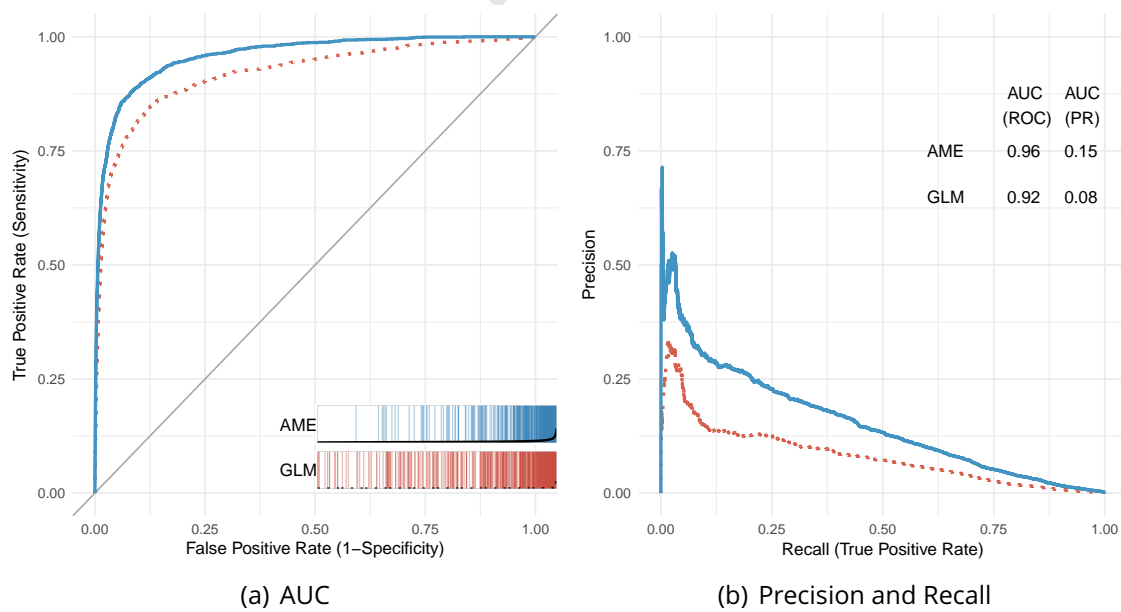 1.00
0.75
0.50
0.25
0.00
True Positive Rate (Sensitivity)
AME
GLM
0.00 0.25 0.50 0.75 1.00
False Positive Rate (1−Specificity)
(a) AUC
1.00
0.75
0.50
0.25
0.00
Precision
AUC AUC
(ROC) (PR)
AME 0.96 0.15
GLM 0.92 0.08
0.00 0.25 0.50 0.75 1.00
Recall (True Positive Rate)
(b) Precision and Recall